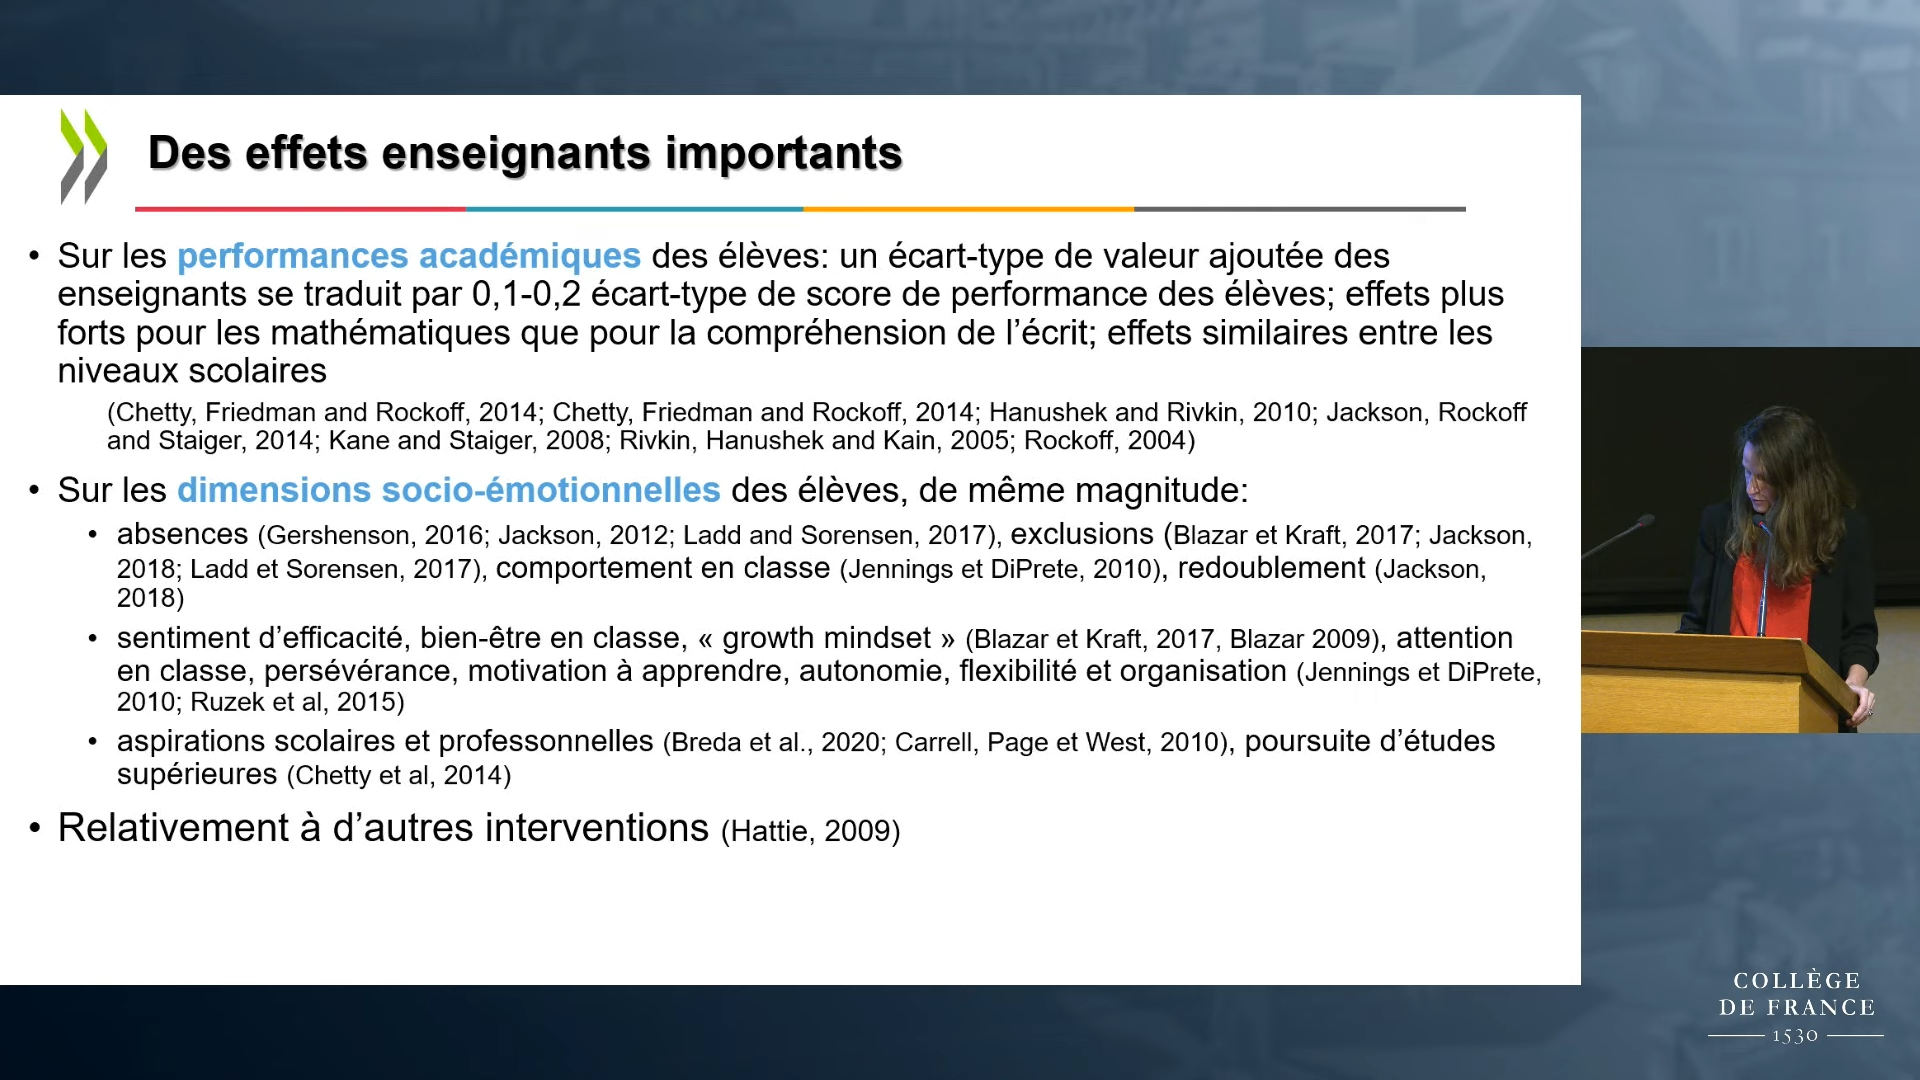 Des effets enseignants importants
• Sur les performances académiques des élèves: un écart-type de valeur ajoutée des
enseignants se traduit par 0,1-0,2 écart-type de score de performance des élèves; effets plus
forts pour les mathématiques que pour la compréhension de l’écrit; effets similaires entre les
niveaux scolaires
(Chetty, Friedman and Rockoff, 2014; Chetty, Friedman and Rockoff, 2014; Hanushek and Rivkin, 2010; Jackson, Rockoff
and Staiger, 2014; Kane and Staiger, 2008; Rivkin, Hanushek and Kain, 2005; Rockoff, 2004)
• Sur les dimensions socio-émotionnelles des élèves, de même magnitude:
• absences (Gershenson, 2016; Jackson, 2012; Ladd and Sorensen, 2017), exclusions (Blazar et Kraft, 2017; Jackson,
2018; Ladd et Sorensen, 2017), comportement en classe (Jennings et DiPrete, 2010), redoublement (Jackson,
2018)
• sentiment d’efficacité, bien-être en classe, « growth mindset » (Blazar et Kraft, 2017, Blazar 2009), attention
en classe, persévérance, motivation à apprendre, autonomie, flexibilité et organisation (Jennings et DiPrete,
2010; Ruzek et al, 2015)
• aspirations scolaires et professionnelles (Breda et al., 2020; Carrell, Page et West, 2010), poursuite d’études
supérieures (Chetty et al, 2014)
• Relativement à d’autres interventions (Hattie, 2009)
COLLÈGE
DE FRANCE
1530